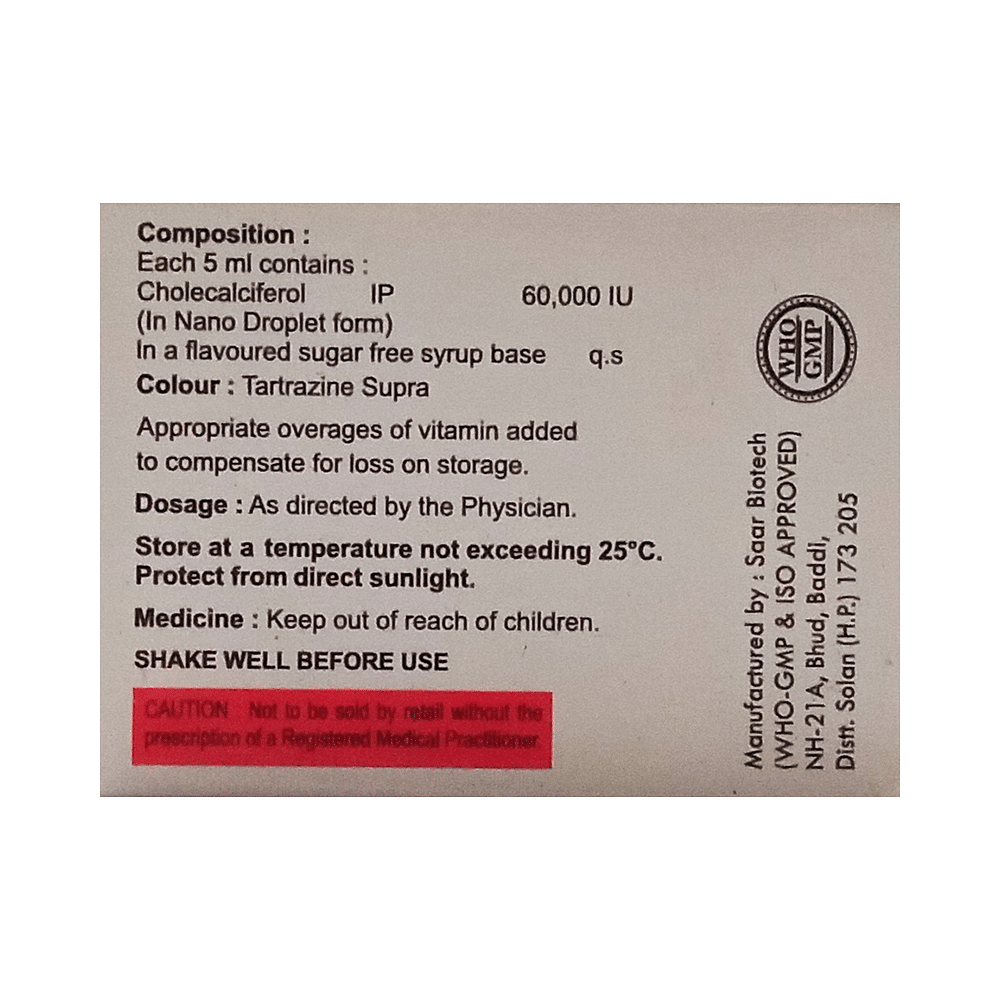 Composition :
Each 5 ml contains :
Cholecalciferol IP 60,000 IU
(In Nano Droplet form)
In a flavoured sugar free syrup base q.s
Colour : Tartrazine Supra
Appropriate overages of vitamin added
to compensate for loss on storage.
Dosage : As directed by the Physician.
Store at a temperature not exceeding 25°C.
Protect from direct sunlight.
Medicine : Keep out of reach of children.
SHAKE WELL BEFORE USE
CAUTION Not to be sold by retail without the
prescription of a Registered Medical Practitioner
WHO
GMP
Manufactured by : Saar Biotech
(WHO-GMP & ISO APPROVED)
NH-21A, Bhud, Baddi,
Distt. Solan (H.P.) 173 205